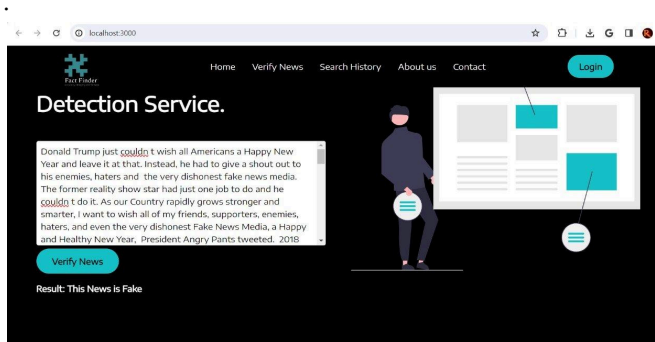 localhost:3000
Fact Finder
Home Verify News Search History About us Contact Login
Detection Service.
Donald Trump just couldn t wish all Americans a Happy New
Year and leave it at that. Instead, he had to give a shout out to
his enemies, haters and the very dishonest fake news media.
The former reality show star had just one job to do and he
couldn t do it. As our Country rapidly grows stronger and
smarter, I want to wish all of my friends, supporters, enemies,
haters, and even the very dishonest Fake News Media, a Happy
and Healthy New Year, President Angry Pants tweeted. 2018
Verify News
Result: This News is Fake